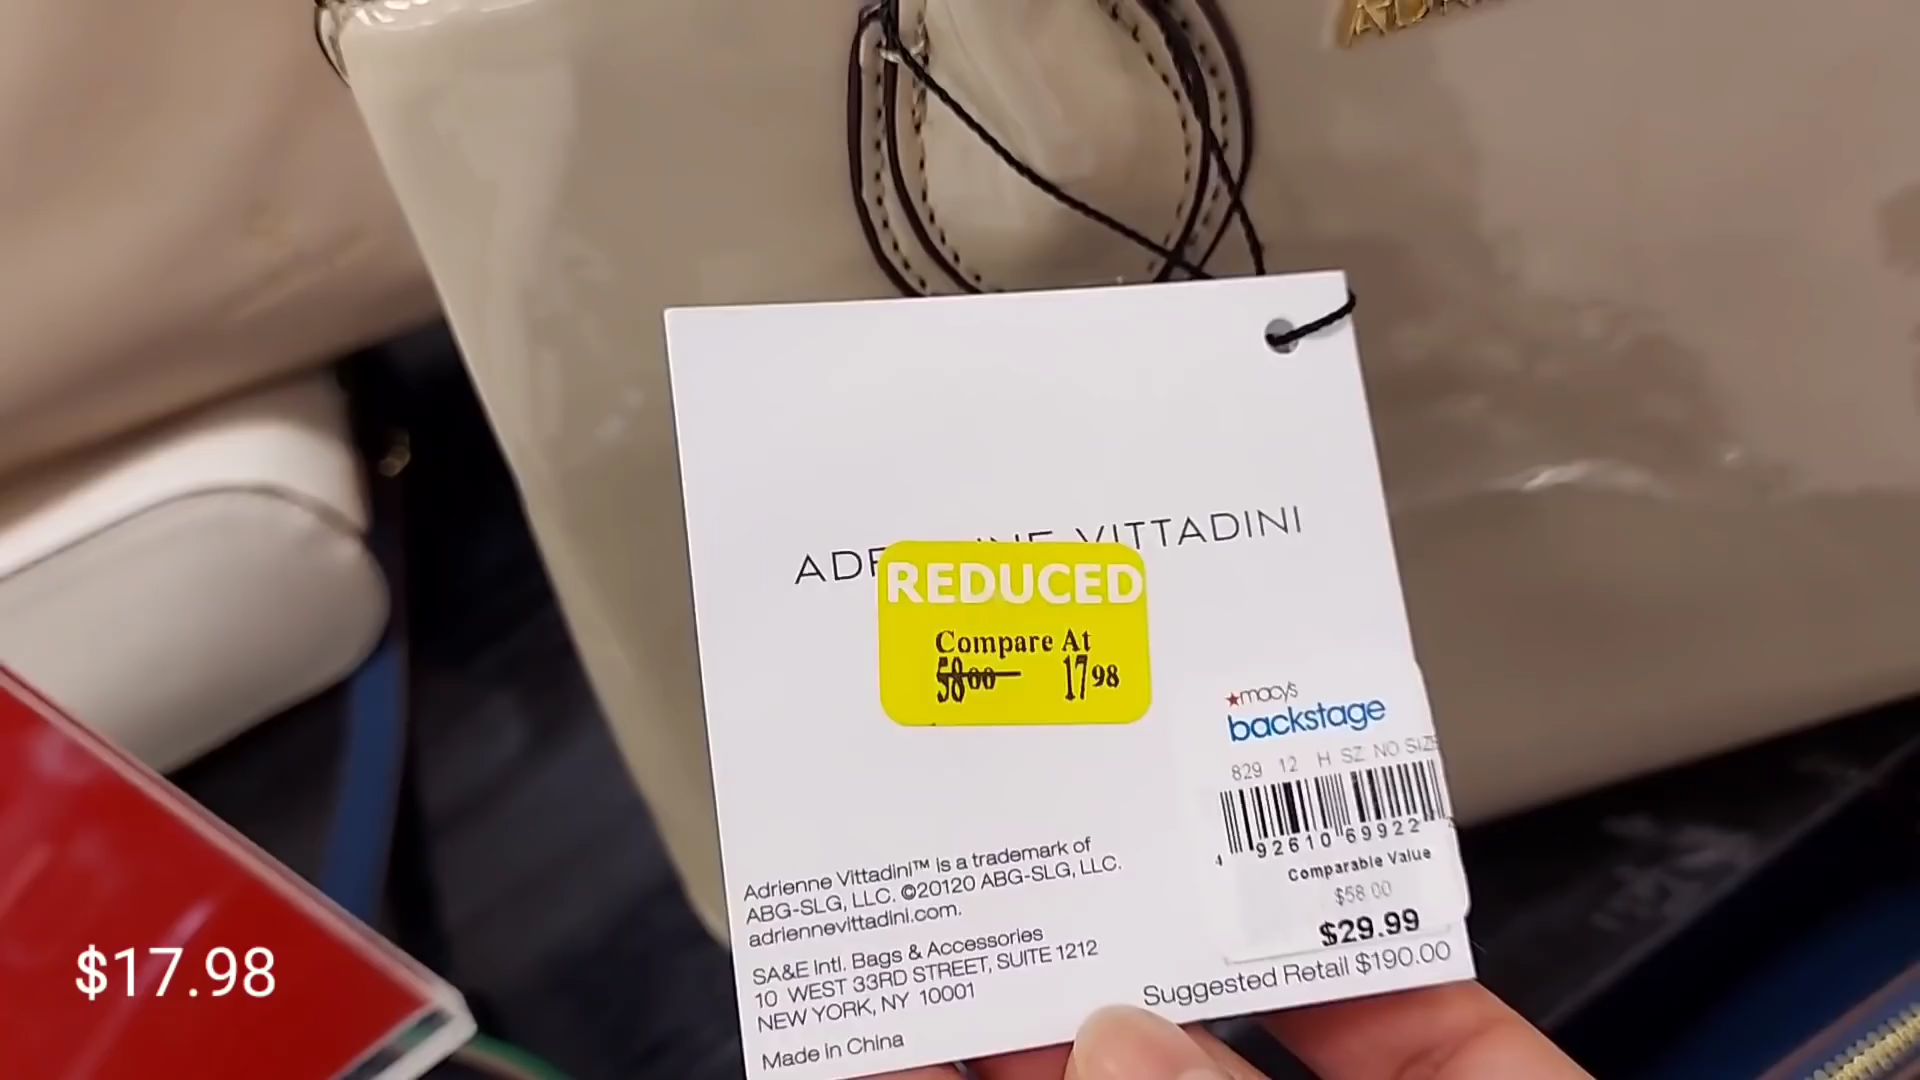 VITTADINI
REDUCED
Compare At
58.00 17.98
★macy's
backstage
829 12 H SZ NO SIZE
4 92610 69922
Comparable Value
$58.00
$29.99
Suggested Retail $190.00
Adrienne Vittadini™ is a trademark of
ABG-SLG, LLC. ©20120 ABG-SLG, LLC.
adriennevittadini.com.
SA&E Intl. Bags & Accessories
10 WEST 33RD STREET, SUITE 1212
NEW YORK, NY 10001
Made in China
$17.98